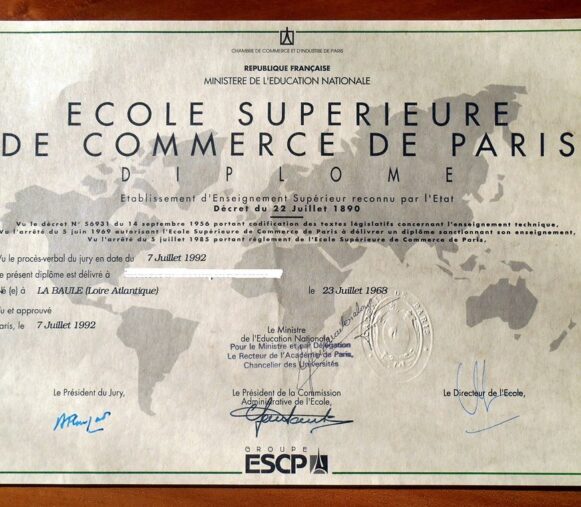 CHAMBRE DE COMMERCE ET D'INDUSTRIE DE PARIS
REPUBLIQUE FRANÇAISE
MINISTERE DE L'EDUCATION NATIONALE
ECOLE SUPERIEURE
DE COMMERCE DE PARIS
DIPLOME
Etablissement d'Enseignement Supérieur reconnu par l'Etat
Décret du 22 Juillet 1890
Vu le décret N° 56931 du 14 septembre 1956 portant codification des textes législatifs concernant l'enseignement technique,
Vu l'arrêté du 5 juin 1969 autorisant l'Ecole Supérieure de Commerce de Paris à délivrer un diplôme sanctionnant son enseignement,
Vu l'arrêté du 5 juillet 1985 portant règlement de l'Ecole Supérieure de Commerce de Paris,
Vu le procès-verbal du jury en date du 7 Juillet 1992
Le présent diplôme est délivré à
(e) à LA BAULE (Loire Atlantique) le 23 Juillet 1968
Vu et approuvé
Paris, le 7 Juillet 1992
Le Ministre
de l'Education Nationale,
Pour le Ministre et par Délégation
Le Recteur de l'Académie de Paris,
Chancelier des Universités
Le Président du Jury,
Le Président de la Commission
Administrative de l'Ecole,
Le Directeur de l'Ecole,
GROUPE
ESCP